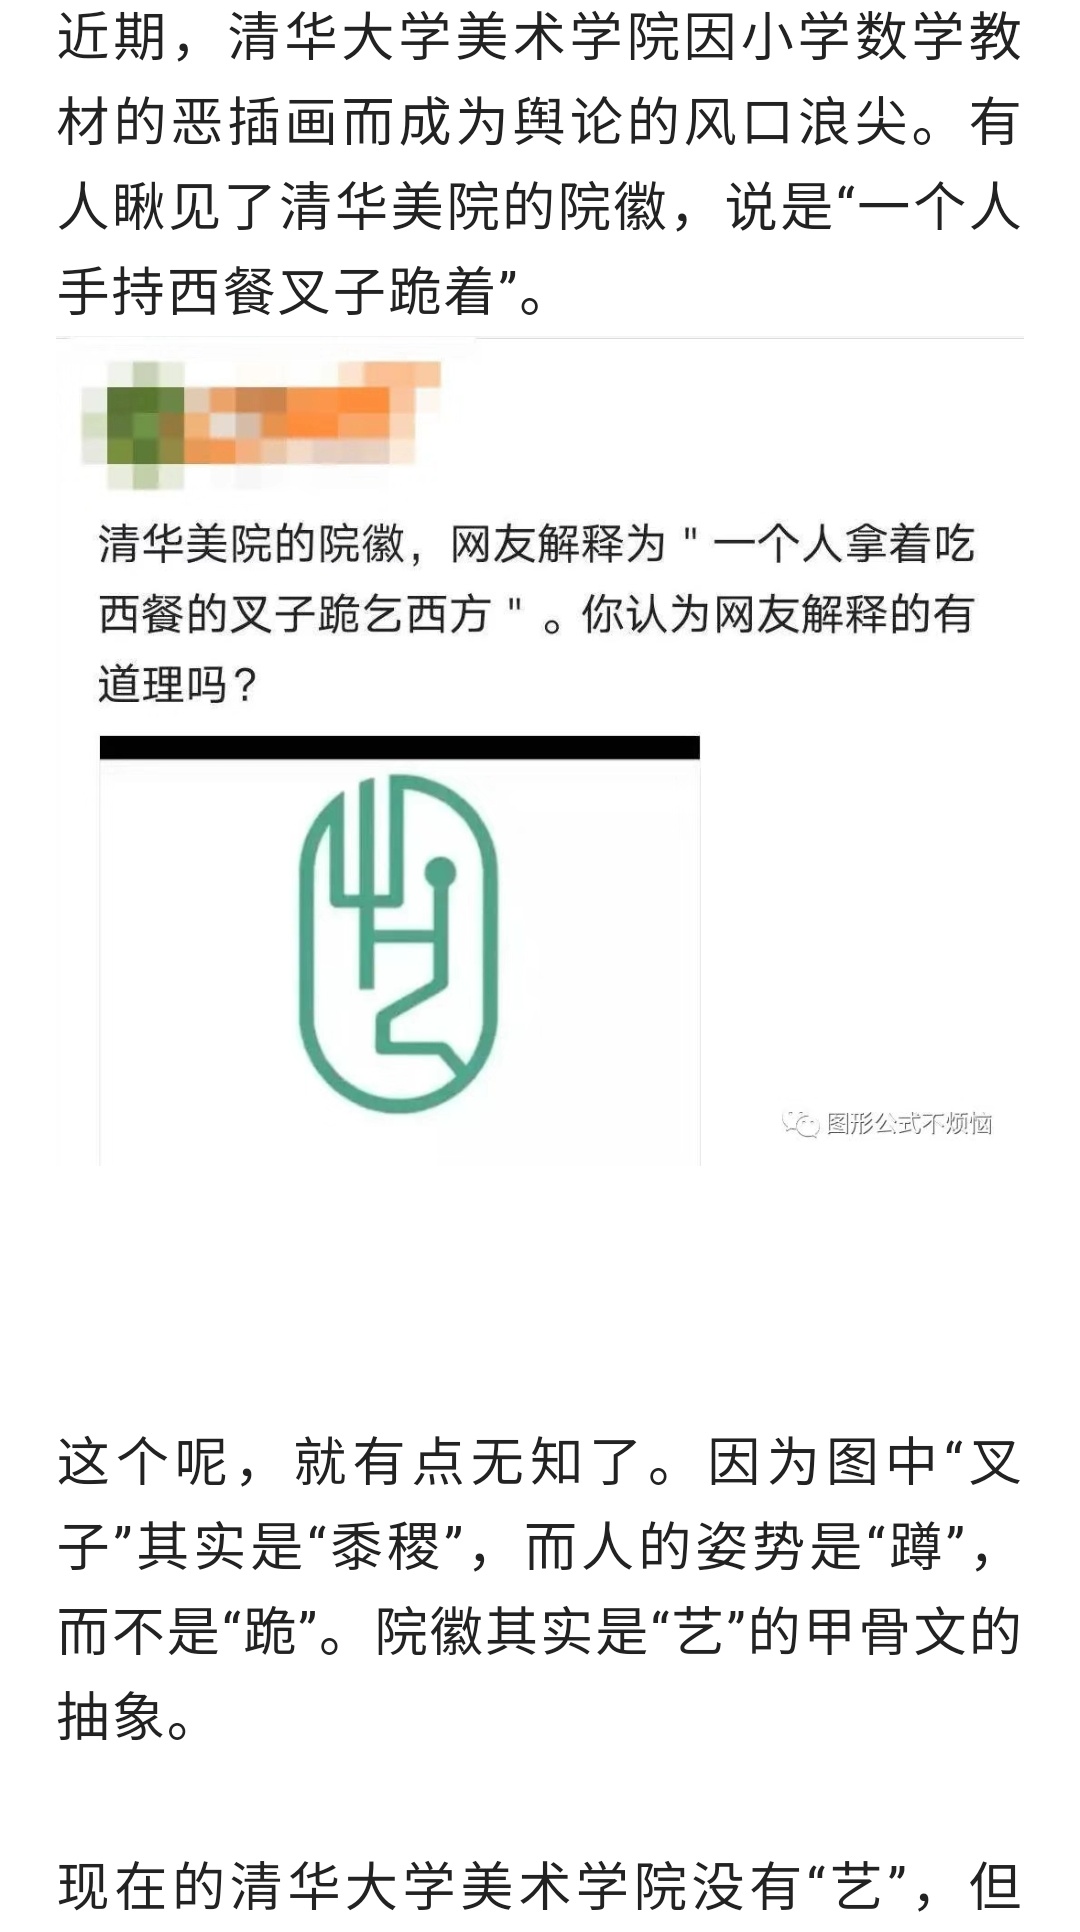 近期，清华大学美术学院因小学数学教
材的恶插画而成为舆论的风口浪尖。有
人瞅见了清华美院的院徽，说是“一个人
手持西餐叉子跪着”。
清华美院的院徽，网友解释为＂一个人拿着吃
西餐的叉子跪乞西方＂。你认为网友解释的有
道理吗？
图形公式不烦恼
这个呢，就有点无知了。因为图中“叉
子”其实是“黍稷”，而人的姿势是“蹲”，
而不是“跪”。院徽其实是“艺”的甲骨文的
抽象。
现在的清华大学美术学院没有“艺”，但